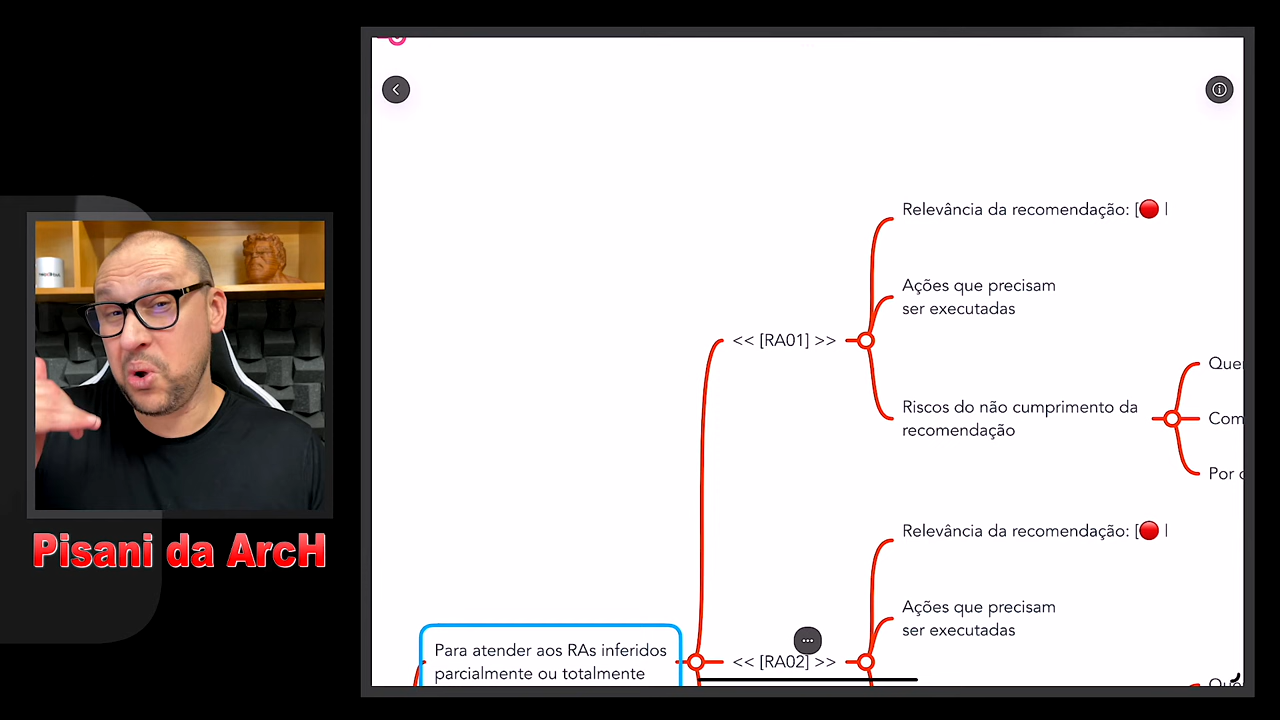 Relevância da recomendação: [🔴 |
Ações que precisam
ser executadas
<< [RA01] >>
Riscos do não cumprimento da
recomendação
Por
Relevância da recomendação: [🔴 |
Ações que precisam
ser executadas
<< [RA02] >>
Para atender aos RAs inferidos
parcialmente ou totalmente
Pisani da ArcH